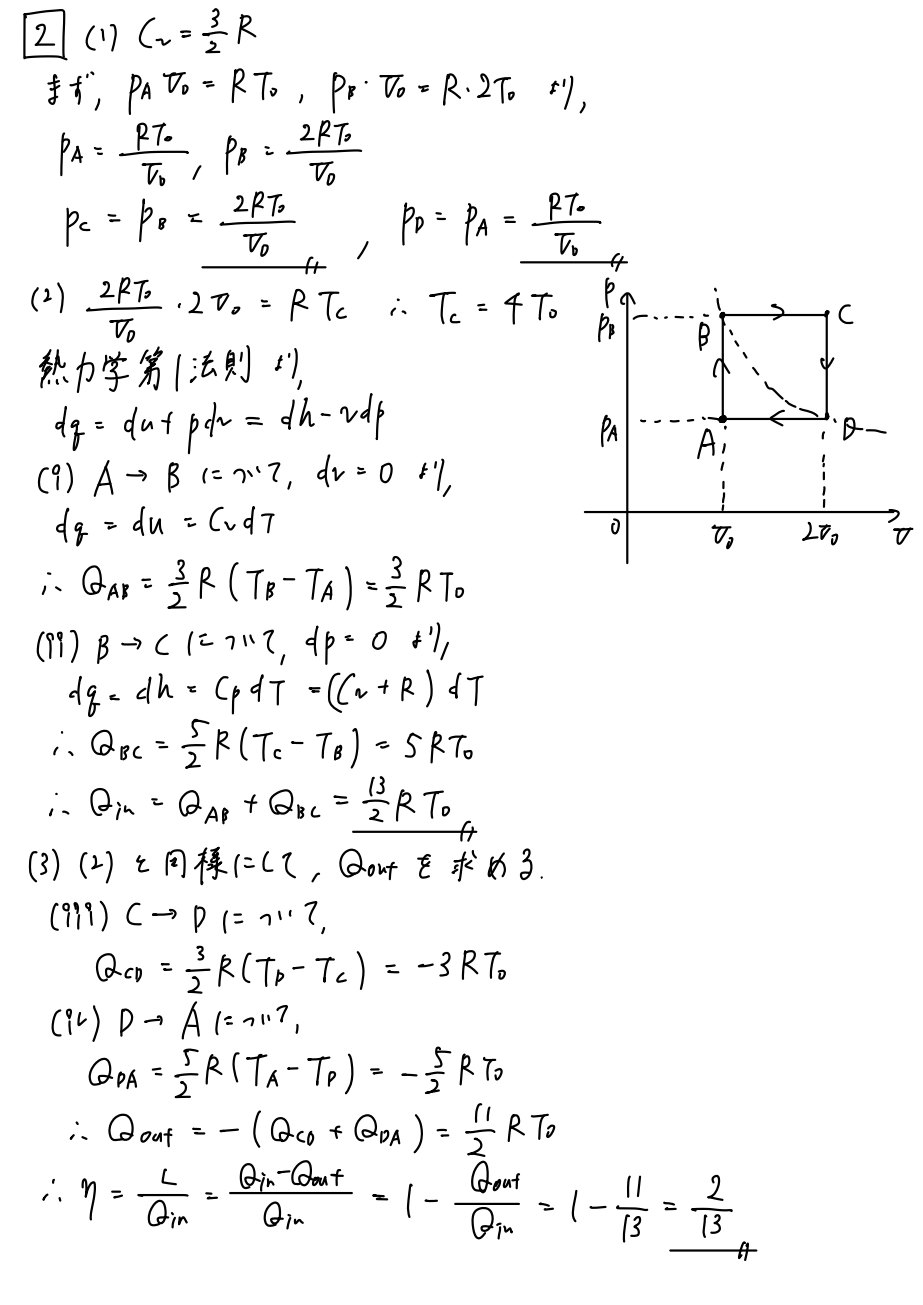 2 (1) Cv = 3/2 R
まず, pA v0 = RT0, pB・v0 = R・2T0 より,
pA = RT0/v0, pB = 2RT0/v0
pC = pB = 2RT0/v0, pD = pA = RT0/v0
(2) 2RT0/v0・2v0 = RTC ∴ TC = 4T0
熱力学第1法則より,
dq = du + pdv = dh - vdp
(i) A → B について, dv = 0 より,
dq = du = CvdT
∴ QAB = 3/2 R(TB - TA) = 3/2 RT0
(ii) B → C について, dp = 0 より,
dq = dh = CpdT = (Cv + R)dT
∴ QBC = 5/2 R(TC - TB) = 5RT0
∴ Qin = QAB + QBC = 13/2 RT0
(3) (2) と同様にして, Qout を求める.
(iii) C → D について,
QCD = 3/2 R(TD - TC) = -3RT0
(iv) D → A について,
QDA = 5/2 R(TA - TD) = -5/2 RT0
∴ Qout = -(QCD + QDA) = 11/2 RT0
∴ η = L/Qin = (Qin - Qout)/Qin = 1 - Qout/Qin = 1 - 11/13 = 2/13
p
pB B C
pA A D
0 v0 2v0 v